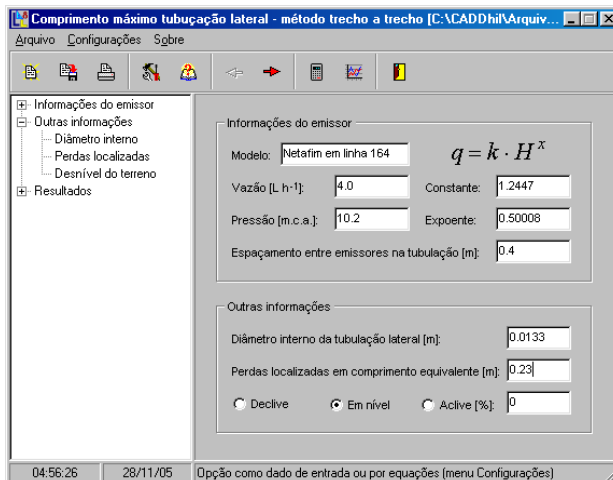 Comprimento máximo tubuçação lateral - método trecho a trecho [C:\CADDhil\Arquiv...
Arquivo Configurações Sobre
Informações do emissor
Outras informações
Diâmetro interno
Perdas localizadas
Desnível do terreno
Resultados
Informações do emissor
Modelo: Netafim em linha 164 q = k · H^x
Vazão [L h-¹]: 4.0 Constante: 1.2447
Pressão [m.c.a.]: 10.2 Expoente: 0.50008
Espaçamento entre emissores na tubulação [m]: 0.4
Outras informações
Diâmetro interno da tubulação lateral [m]: 0.0133
Perdas localizadas em comprimento equivalente [m]: 0.23
Declive Em nível Aclive [%]: 0
04:56:26 28/11/05 Opção como dado de entrada ou por equações (menu Configurações)